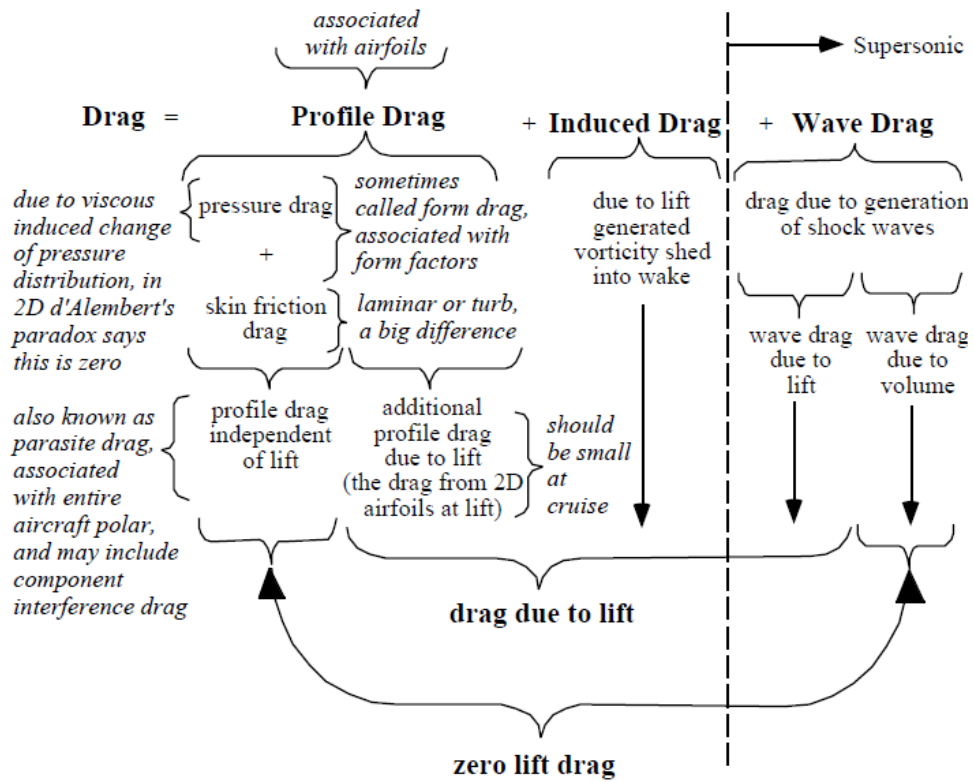 associated
with airfoils
Supersonic
Drag = Profile Drag + Induced Drag + Wave Drag
due to viscous
induced change
of pressure
distribution, in
2D d'Alembert's
paradox says
this is zero
pressure drag
+
skin friction
drag
sometimes
called form drag,
associated with
form factors
laminar or turb,
a big difference
due to lift
generated
vorticity shed
into wake
drag due to generation
of shock waves
wave drag
due to
lift
wave drag
due to
volume
also known as
parasite drag,
associated
with entire
aircraft polar,
and may include
component
interference drag
profile drag
independent
of lift
additional
profile drag
due to lift
(the drag from 2D
airfoils at lift)
should
be small
at
cruise
drag due to lift
zero lift drag